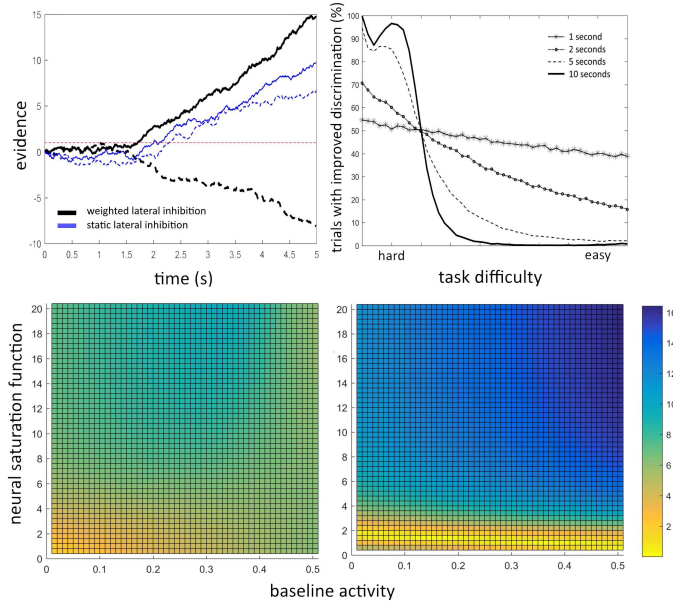 15
10
5
0
-5
-10
evidence
weighted lateral inhibition
static lateral inhibition
0 0.5 1 1.5 2 2.5 3 3.5 4 4.5 5
time (s)
trials with improved discrimination (%)
100
90
80
70
60
50
40
30
20
10
0
1 second
2 seconds
5 seconds
10 seconds
hard easy
task difficulty
neural saturation function
20
18
16
14
12
10
8
6
4
2
0
0 0.1 0.2 0.3 0.4 0.5
20
18
16
14
12
10
8
6
4
2
0
0 0.1 0.2 0.3 0.4 0.5
16
14
12
10
8
6
4
2
baseline activity